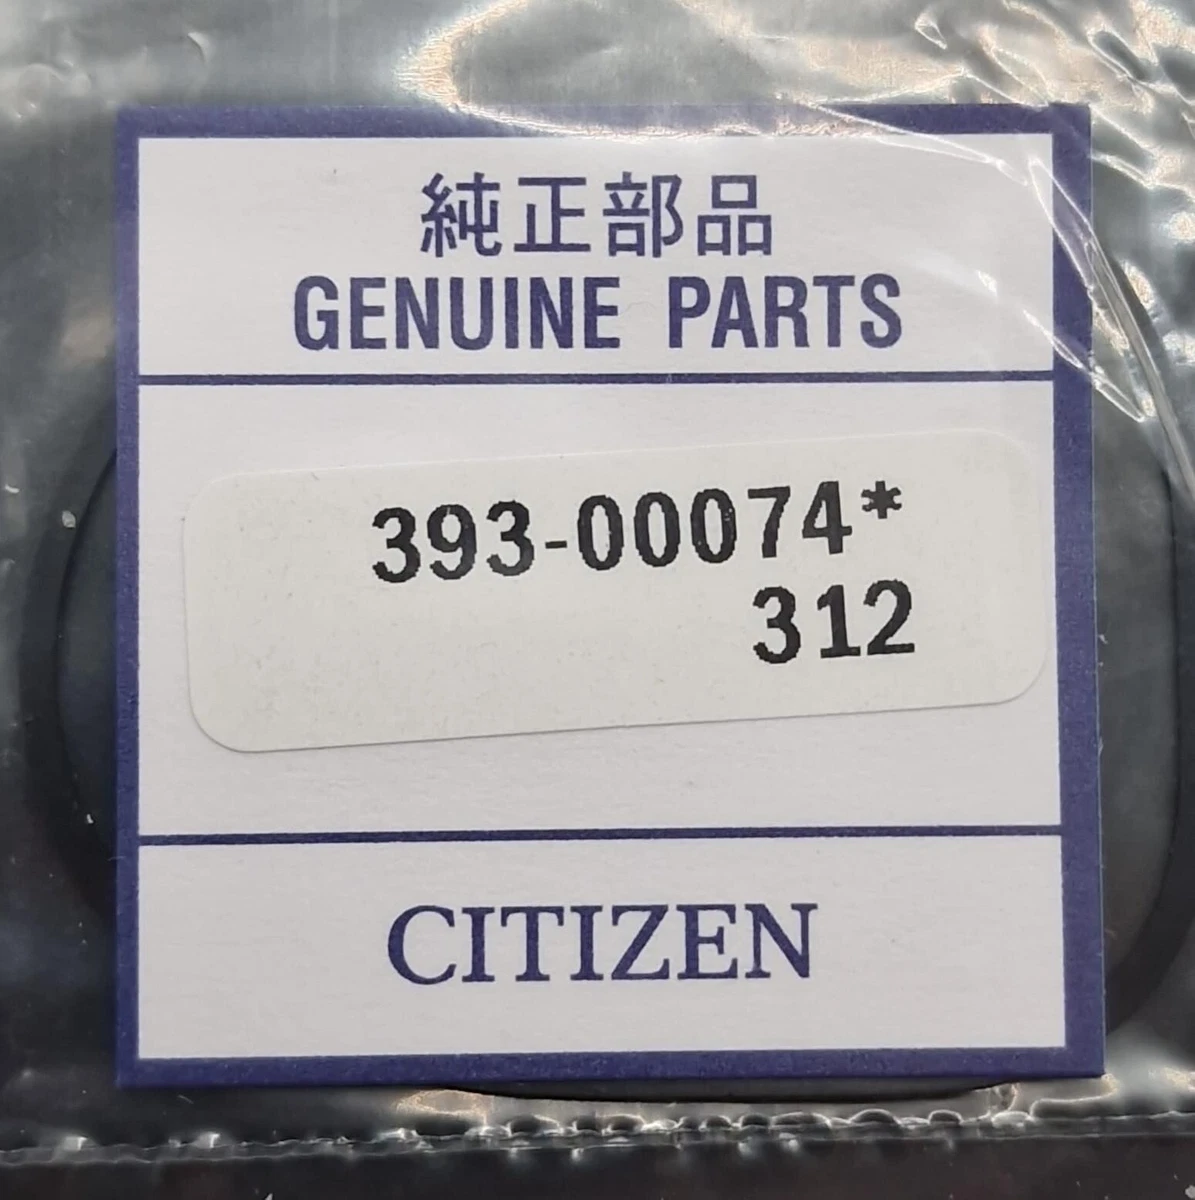 純正部品
GENUINE PARTS
393-00074*
312
CITIZEN